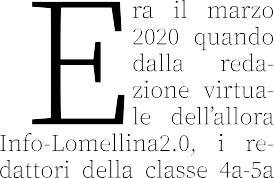 Era il marzo
2020 quando
dalla reda-
zione virtua-
le dell'allora
Info-Lomellina2.0, i re-
dattori della classe 4a-5a